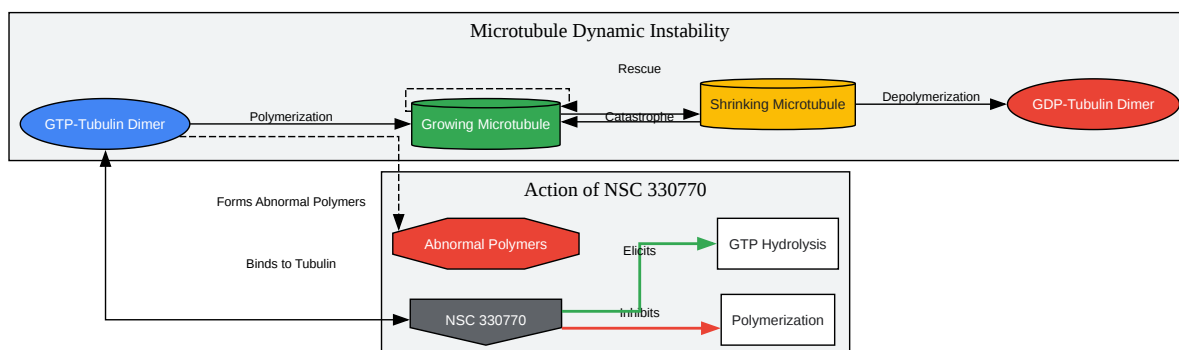 Microtubule Dynamic Instability
Rescue
GTP-Tubulin Dimer
Polymerization
Growing Microtubule
Catastrophe
Shrinking Microtubule
Depolymerization
GDP-Tubulin Dimer
Action of NSC 330770
Forms Abnormal Polymers
Abnormal Polymers
Elicits
GTP Hydrolysis
Binds to Tubulin
NSC 330770
Inhibits
Polymerization